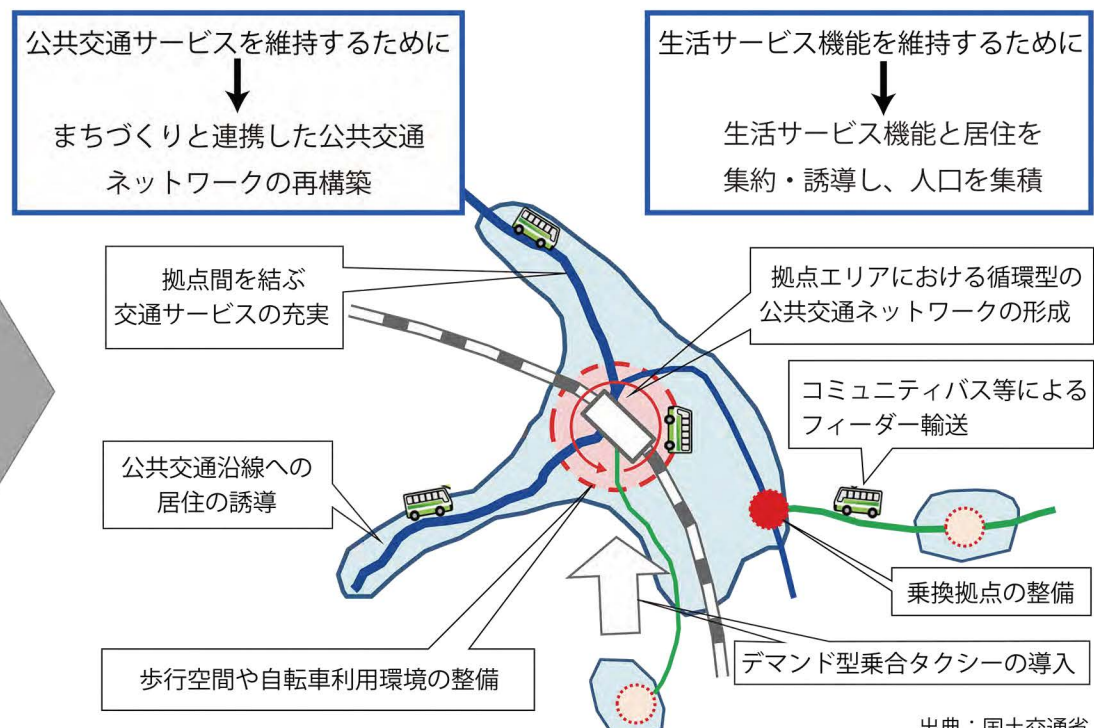 公共交通サービスを維持するために
まちづくりと連携した公共交通
ネットワークの再構築
生活サービス機能を維持するために
生活サービス機能と居住を
集約・誘導し、人口を集積
拠点間を結ぶ
交通サービスの充実
拠点エリアにおける循環型の
公共交通ネットワークの形成
コミュニティバス等による
フィーダー輸送
公共交通沿線への
居住の誘導
乗換拠点の整備
デマンド型乗合タクシーの導入
歩行空間や自転車利用環境の整備
出典：国土交通省